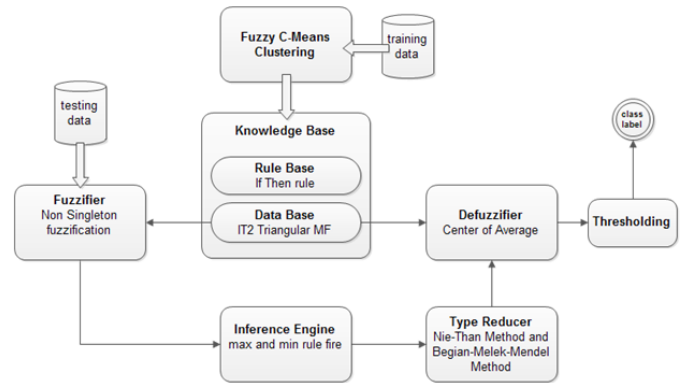 Fuzzy C-Means
Clustering
training
data
testing
data
Knowledge Base
Rule Base
If Then rule
Data Base
IT2 Triangular MF
Fuzzifier
Non Singleton
fuzzification
Defuzzifier
Center of Average
Thresholding
class
label
Inference Engine
max and min rule fire
Type Reducer
Nie-Than Method and
Begian-Melek-Mendel
Method